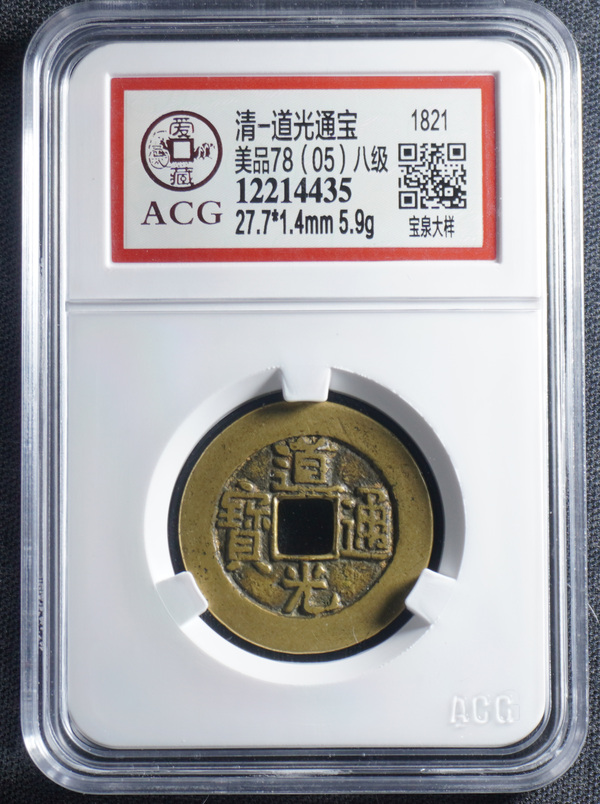 爱
藏
ACG
清-道光通宝
1821
美品78(05)八级
12214435
27.7*1.4mm 5.9g
宝泉大样
道
寶 通
光
ACG